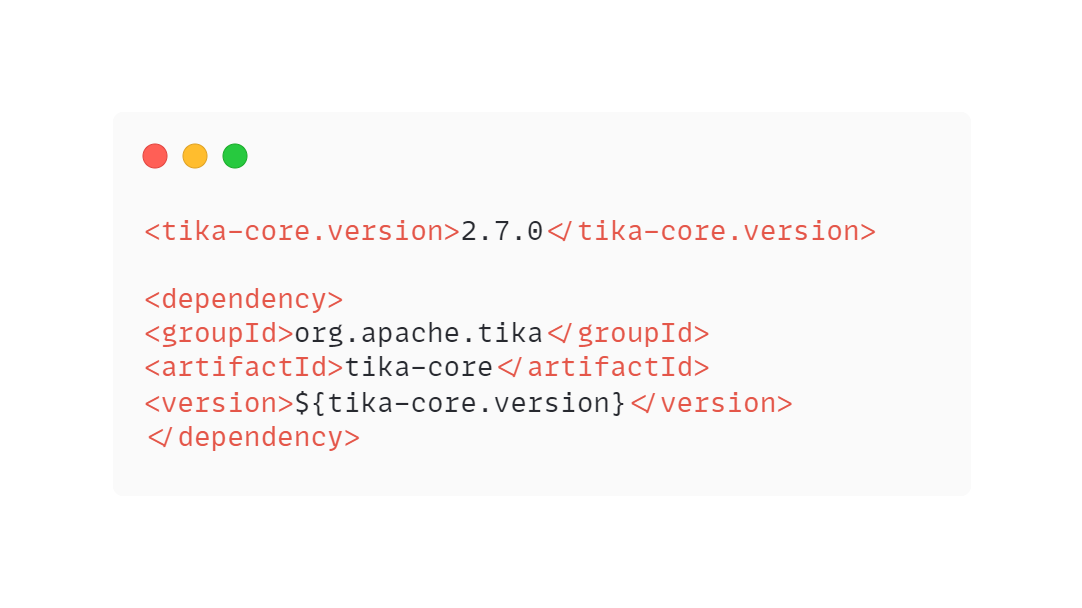 <tika-core.version>2.7.0</tika-core.version>
<dependency>
<groupId>org.apache.tika</groupId>
<artifactId>tika-core</artifactId>
<version>${tika-core.version}</version>
</dependency>